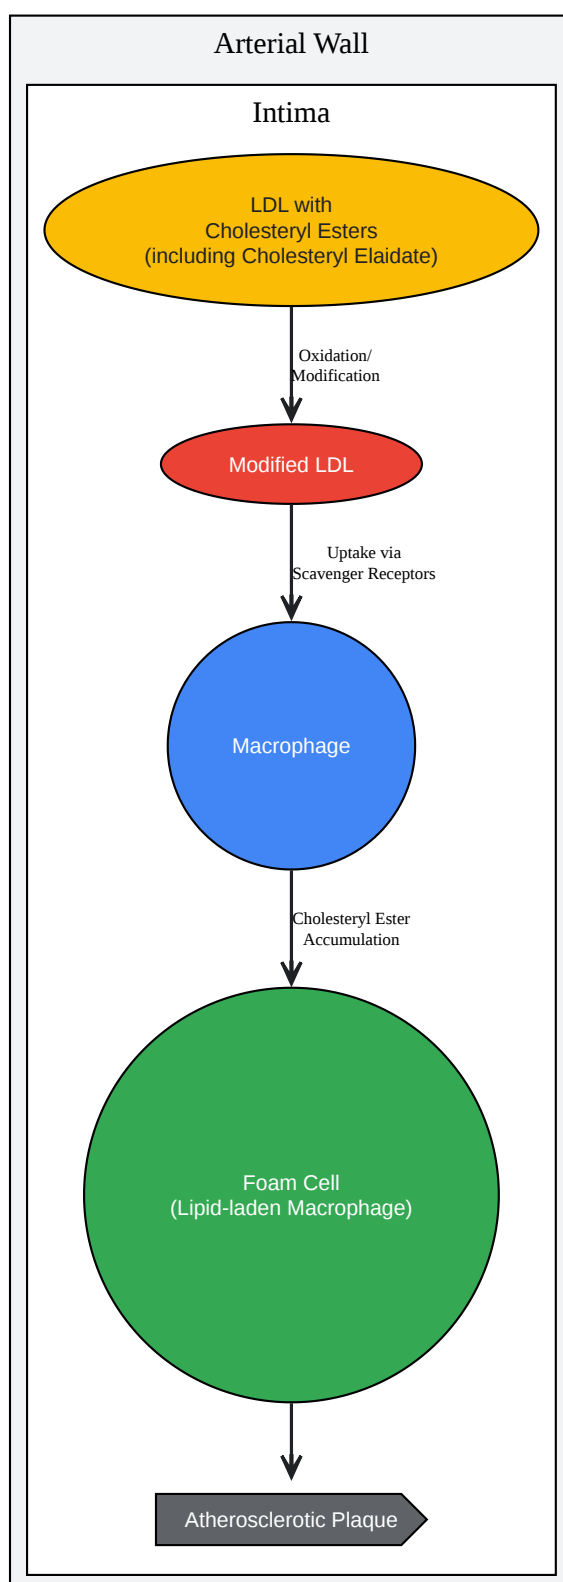 Arterial Wall
Intima
LDL with
Cholesteryl Esters
(including Cholesteryl Elaidate)
Oxidation/
Modification
Modified LDL
Uptake via
Scavenger Receptors
Macrophage
Cholesteryl Ester
Accumulation
Foam Cell
(Lipid-laden Macrophage)
Atherosclerotic Plaque